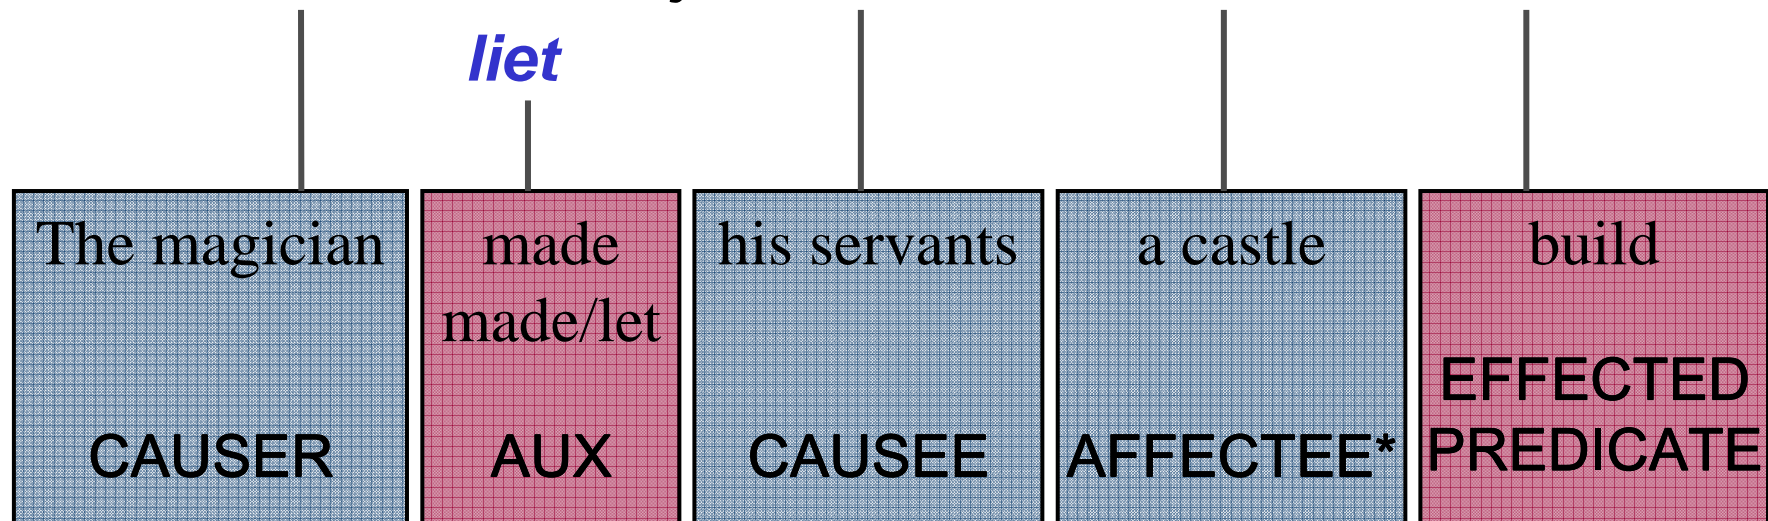 liet
The magician made his servants a castle build
made/let
EFFECTED
CAUSER AUX CAUSEE AFFECTEE* PREDICATE